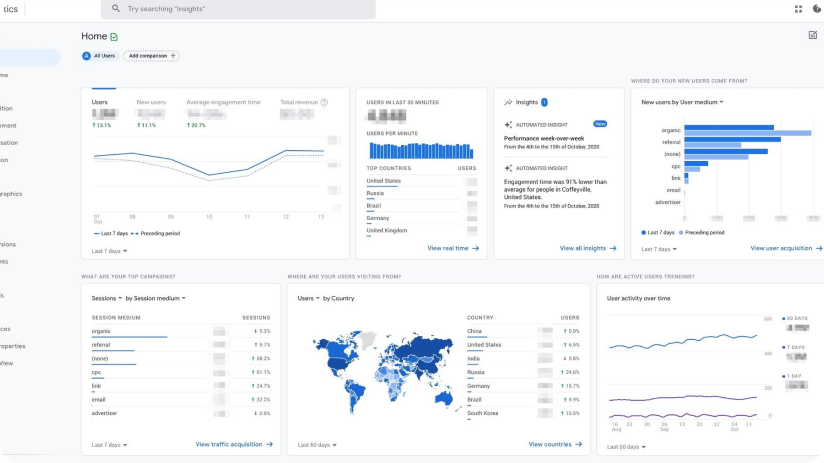 tics
Try searching "Insights"
Home
A All Users
Add comparison +
me
ition
ement
isation
ion
graphics
rsions
nts
ls
ces
roperties
View
Users
New users
Average engagement time
Total revenue
↑ 13.1%
↑ 11.1%
↑ 20.7%
07
Oct
08
09
10
11
12
13
Last 7 days
Preceding period
Last 7 days
USERS IN LAST 30 MINUTES
USERS PER MINUTE
TOP COUNTRIES
USERS
United States
Russia
Brazil
Germany
United Kingdom
View real time →
Insights
1
AUTOMATED INSIGHT
New
Performance week-over-week
From the 4th to the 10th of October, 2020
AUTOMATED INSIGHT
Engagement time was 91% lower than
average for people in Coffeyville,
United States.
From the 4th to the 10th of October, 2020
View all insights →
WHERE DO YOUR NEW USERS COME FROM?
New users by User medium
organic
referral
(none)
cpc
link
email
advertiser
Last 7 days
Preceding period
Last 7 days
View user acquisition →
WHAT ARE YOUR TOP CAMPAIGNS?
Sessions by Session medium
SESSION MEDIUM
SESSIONS
organic
↓ 5.3%
referral
↑ 9.7%
(none)
↑ 68.2%
cpc
↑ 61.1%
link
↑ 24.7%
email
↑ 32.2%
advertiser
↓ 0.8%
Last 7 days
View traffic acquisition →
WHERE ARE YOUR USERS VISITING FROM?
Users by Country
COUNTRY
USERS
China
↑ 5.0%
United States
↑ 6.9%
India
↓ 0.8%
Russia
↑ 24.6%
Germany
↑ 15.7%
Brazil
↑ 5.9%
South Korea
↑ 15.5%
Last 60 days
View countries →
HOW ARE ACTIVE USERS TRENDING?
User activity over time
6M
4M
2M
0
30 DAYS
7 DAYS
1 DAY
16
Aug
23
30
06
Sep
13
20
28
04
Oct
11
Last 60 days